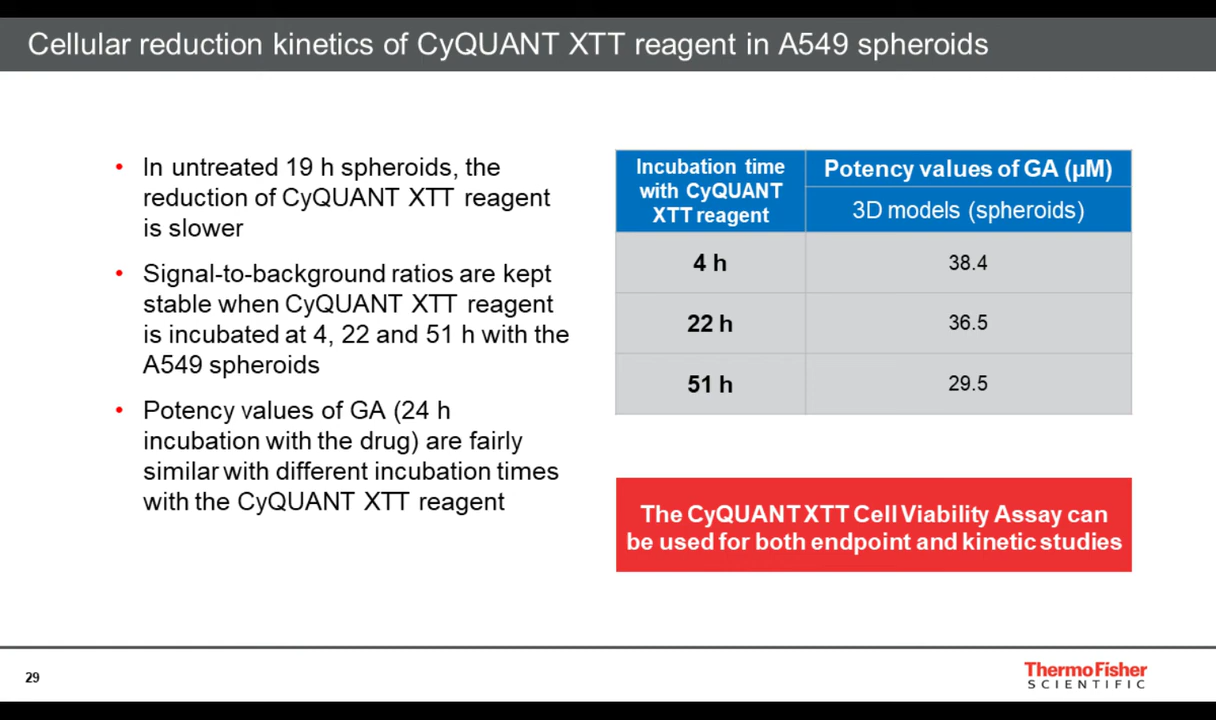 Cellular reduction kinetics of CyQUANT XTT reagent in A549 spheroids
• In untreated 19 h spheroids, the
reduction of CyQUANT XTT reagent
is slower
• Signal-to-background ratios are kept
stable when CyQUANT XTT reagent
is incubated at 4, 22 and 51 h with the
A549 spheroids
• Potency values of GA (24 h
incubation with the drug) are fairly
similar with different incubation times
with the CyQUANT XTT reagent
Incubation time
with CyQUANT
XTT reagent
Potency values of GA (µM)
3D models (spheroids)
4 h 38.4
22 h 36.5
51 h 29.5
The CyQUANT XTT Cell Viability Assay can
be used for both endpoint and kinetic studies
29
ThermoFisher
SCIENTIFIC